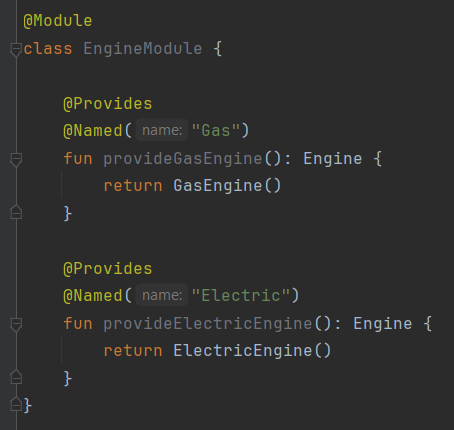 @Module
class EngineModule {
@Provides
@Named( name: "Gas")
fun provideGasEngine(): Engine {
return GasEngine()
}
@Provides
@Named( name: "Electric")
fun provideElectricEngine(): Engine {
return ElectricEngine()
}
}